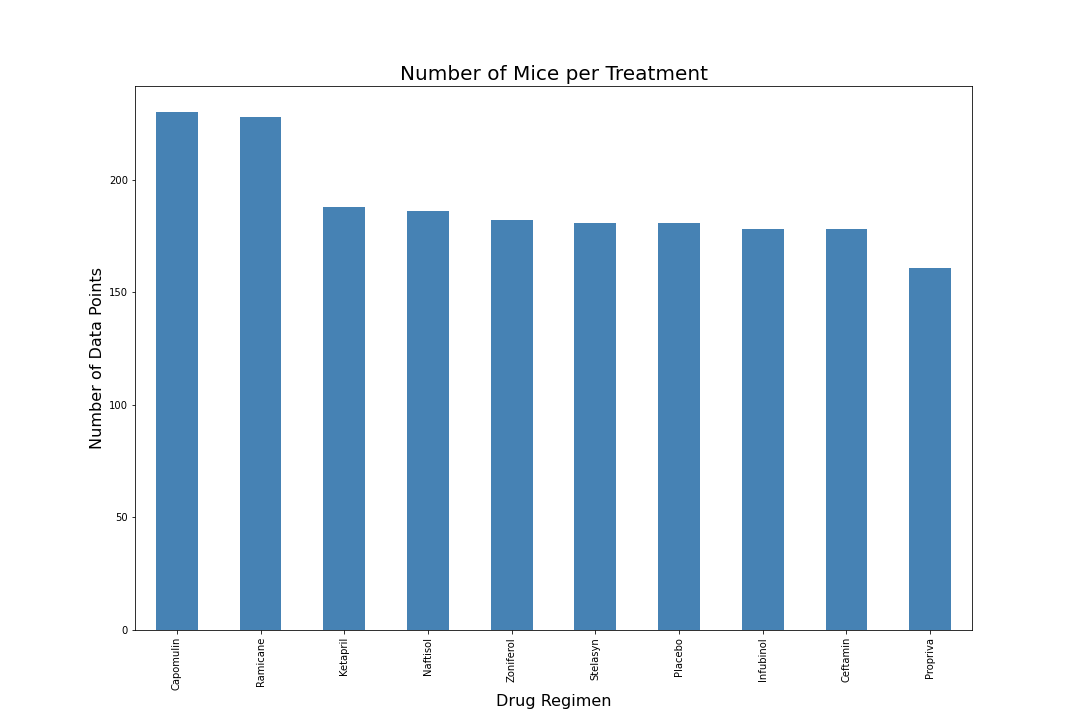 Number of Mice per Treatment
Number of Data Points
200
150
100
50
0
Capomulin
Ramicane
Ketapril
Naftisol
Zoniferol
Stelasyn
Placebo
Infubinol
Ceftamin
Propriva
Drug Regimen